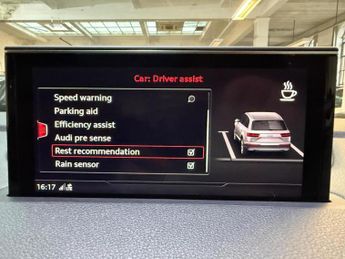 Car: Driver assist
Speed warning
Parking aid
Efficiency assist
Audi pre sense
Rest recommendation
Rain sensor
16:17